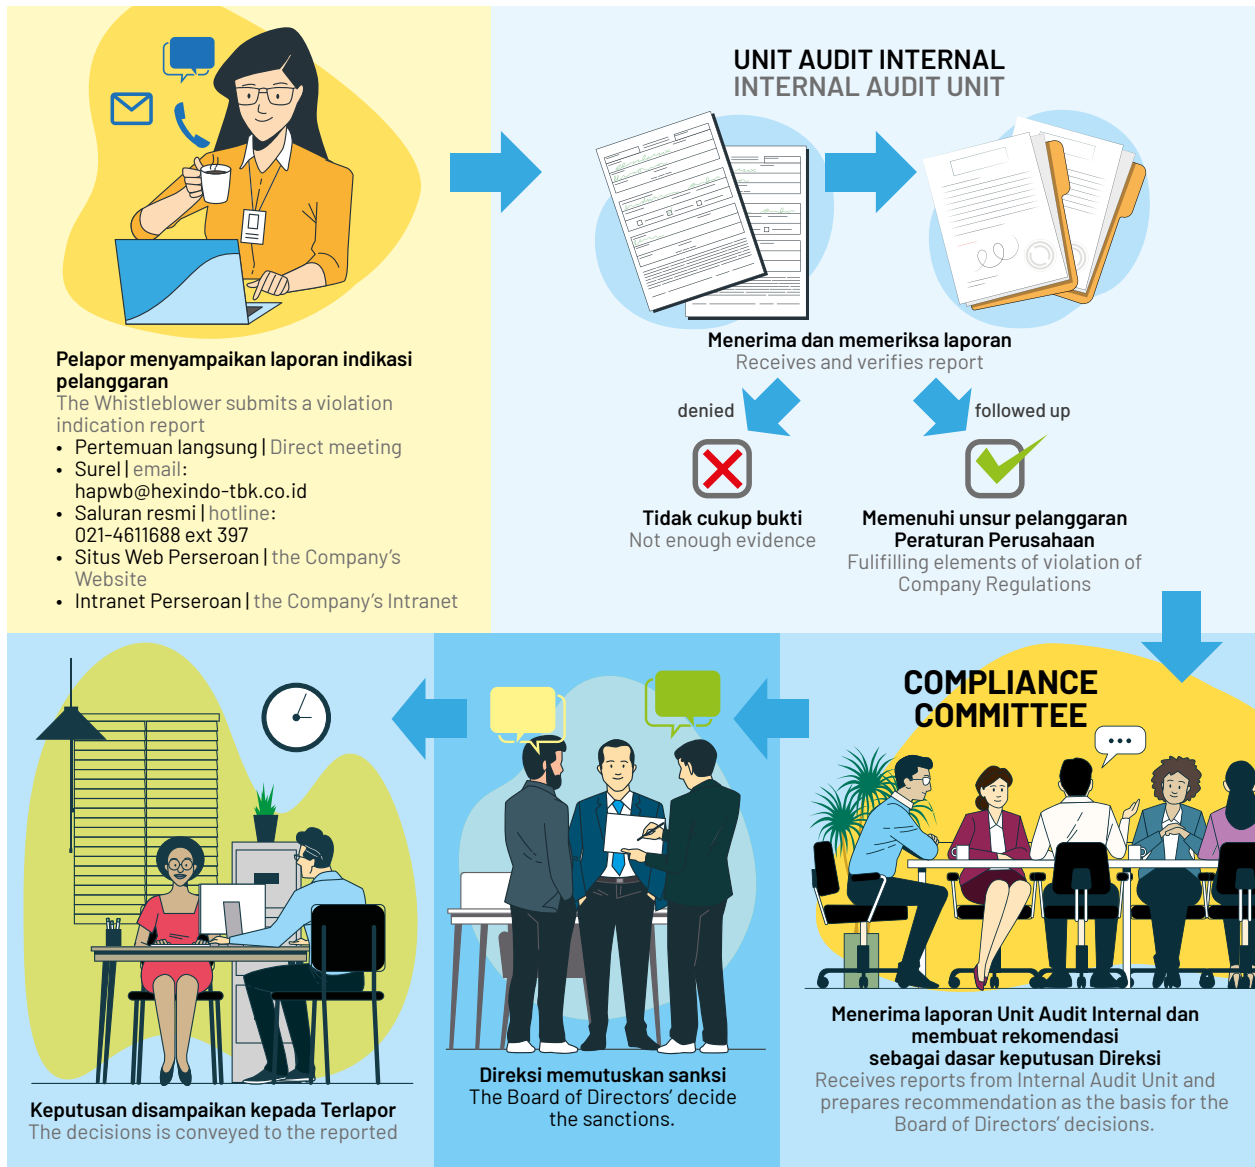 UNIT AUDIT INTERNAL
INTERNAL AUDIT UNIT
Pelapor menyampaikan laporan indikasi
pelanggaran
The Whistleblower submits a violation
indication report
• Pertemuan langsung | Direct meeting
• Surel | email:
hapwb@hexindo-tbk.co.id
• Saluran resmi | hotline:
021-4611688 ext 397
• Situs Web Perseroan | the Company's
Website
• Intranet Perseroan | the Company's Intranet
Menerima dan memeriksa laporan
Receives and verifies report
denied
followed up
Tidak cukup bukti
Not enough evidence
Memenuhi unsur pelanggaran
Peraturan Perusahaan
Fulifilling elements of violation of
Company Regulations
COMPLIANCE
COMMITTEE
Menerima laporan Unit Audit Internal dan
membuat rekomendasi
sebagai dasar keputusan Direksi
Receives reports from Internal Audit Unit and
prepares recommendation as the basis for the
Board of Directors' decisions.
Direksi memutuskan sanksi
The Board of Directors' decide
the sanctions.
Keputusan disampaikan kepada Terlapor
The decisions is conveyed to the reported